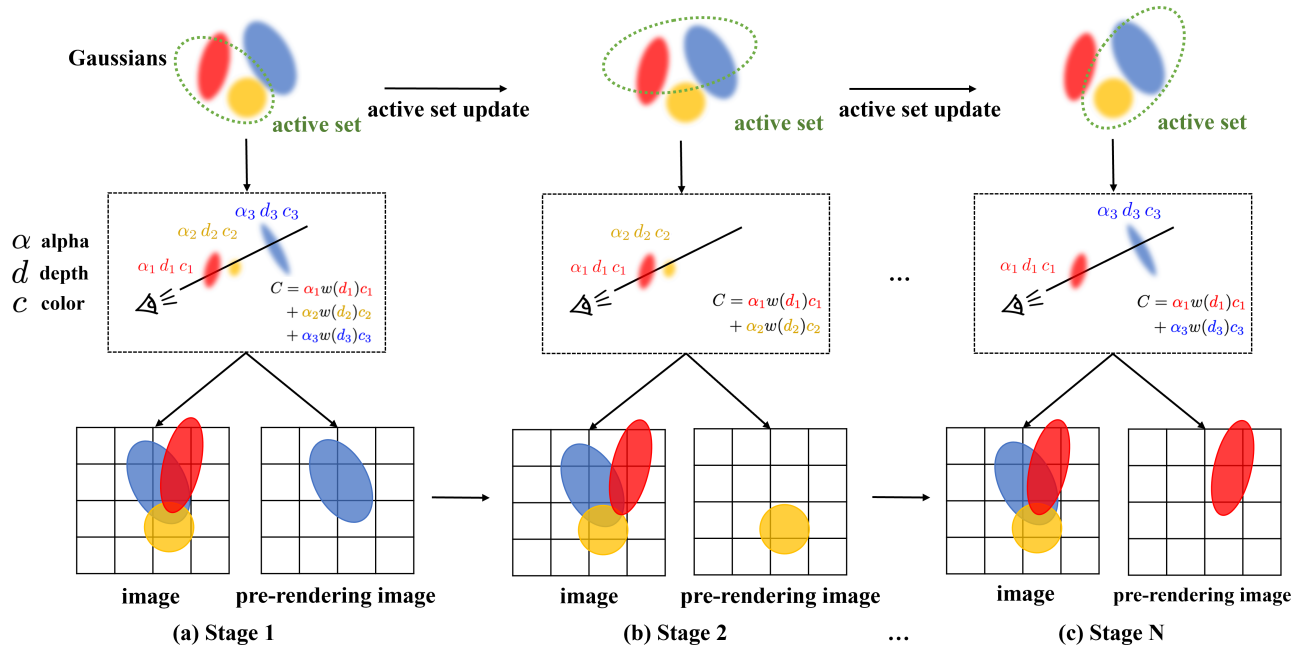 Gaussians
active set
active set update
active set
active set update
active set
α alpha
d depth
c color
α₃ d₃ c₃
α₂ d₂ c₂
α₁ d₁ c₁
C = α₁w(d₁)c₁
+ α₂w(d₂)c₂
+ α₃w(d₃)c₃
α₂ d₂ c₂
α₁ d₁ c₁
C = α₁w(d₁)c₁
+ α₂w(d₂)c₂
...
α₃ d₃ c₃
α₁ d₁ c₁
C = α₁w(d₁)c₁
+ α₃w(d₃)c₃
image
pre-rendering image
image
pre-rendering image
image
pre-rendering image
(a) Stage 1
(b) Stage 2
...
(c) Stage N